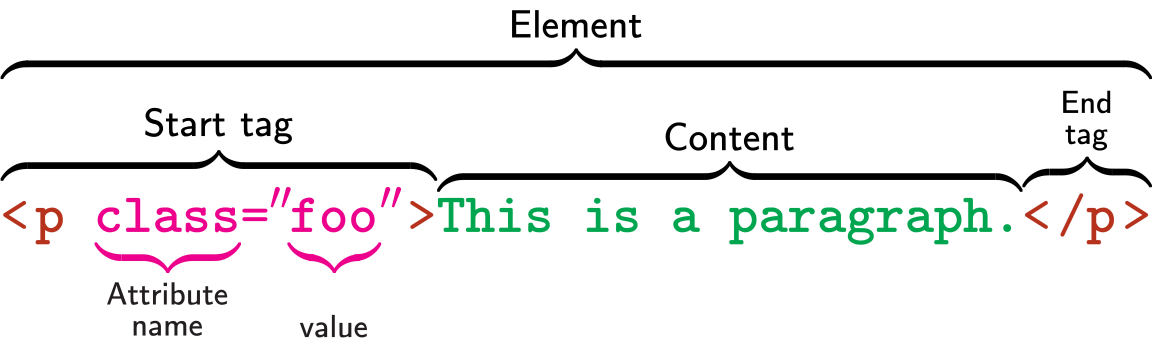 Element
Start tag
Content
End
tag
<p class="foo">This is a paragraph.</p>
Attribute
name
value